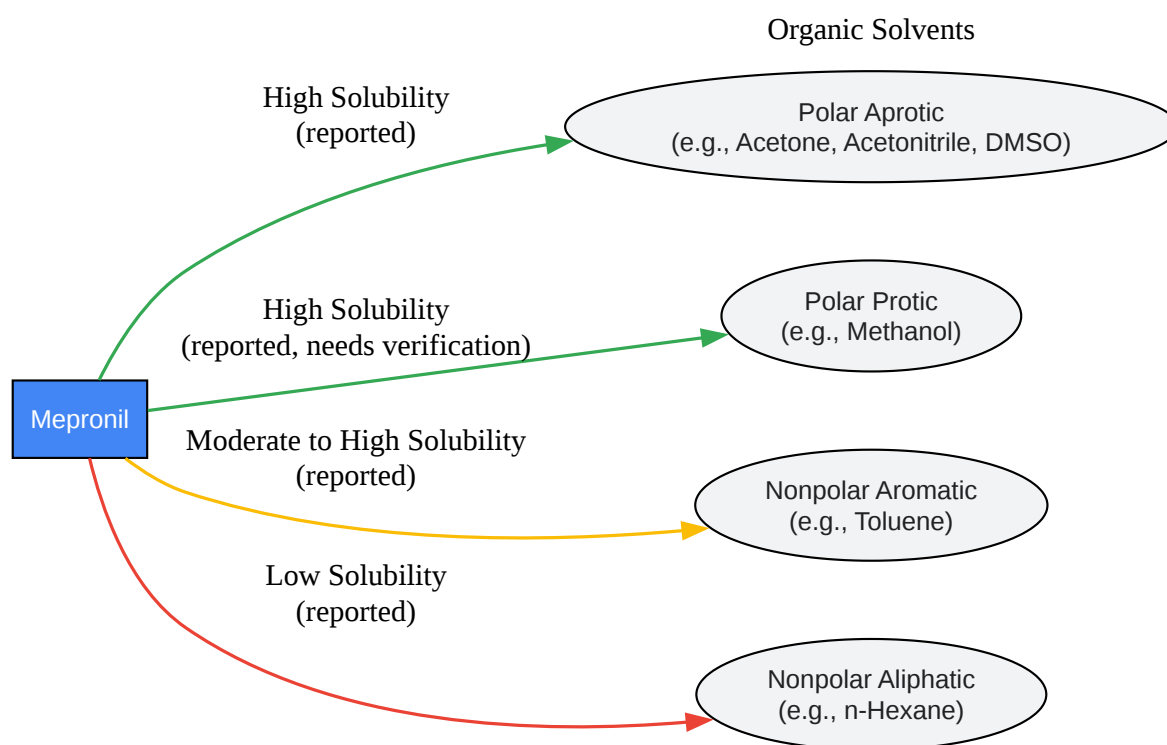 Organic Solvents
High Solubility
(reported)
Polar Aprotic
(e.g., Acetone, Acetonitrile, DMSO)
High Solubility
(reported, needs verification)
Polar Protic
(e.g., Methanol)
Mepronil
Moderate to High Solubility
(reported)
Nonpolar Aromatic
(e.g., Toluene)
Low Solubility
(reported)
Nonpolar Aliphatic
(e.g., n-Hexane)